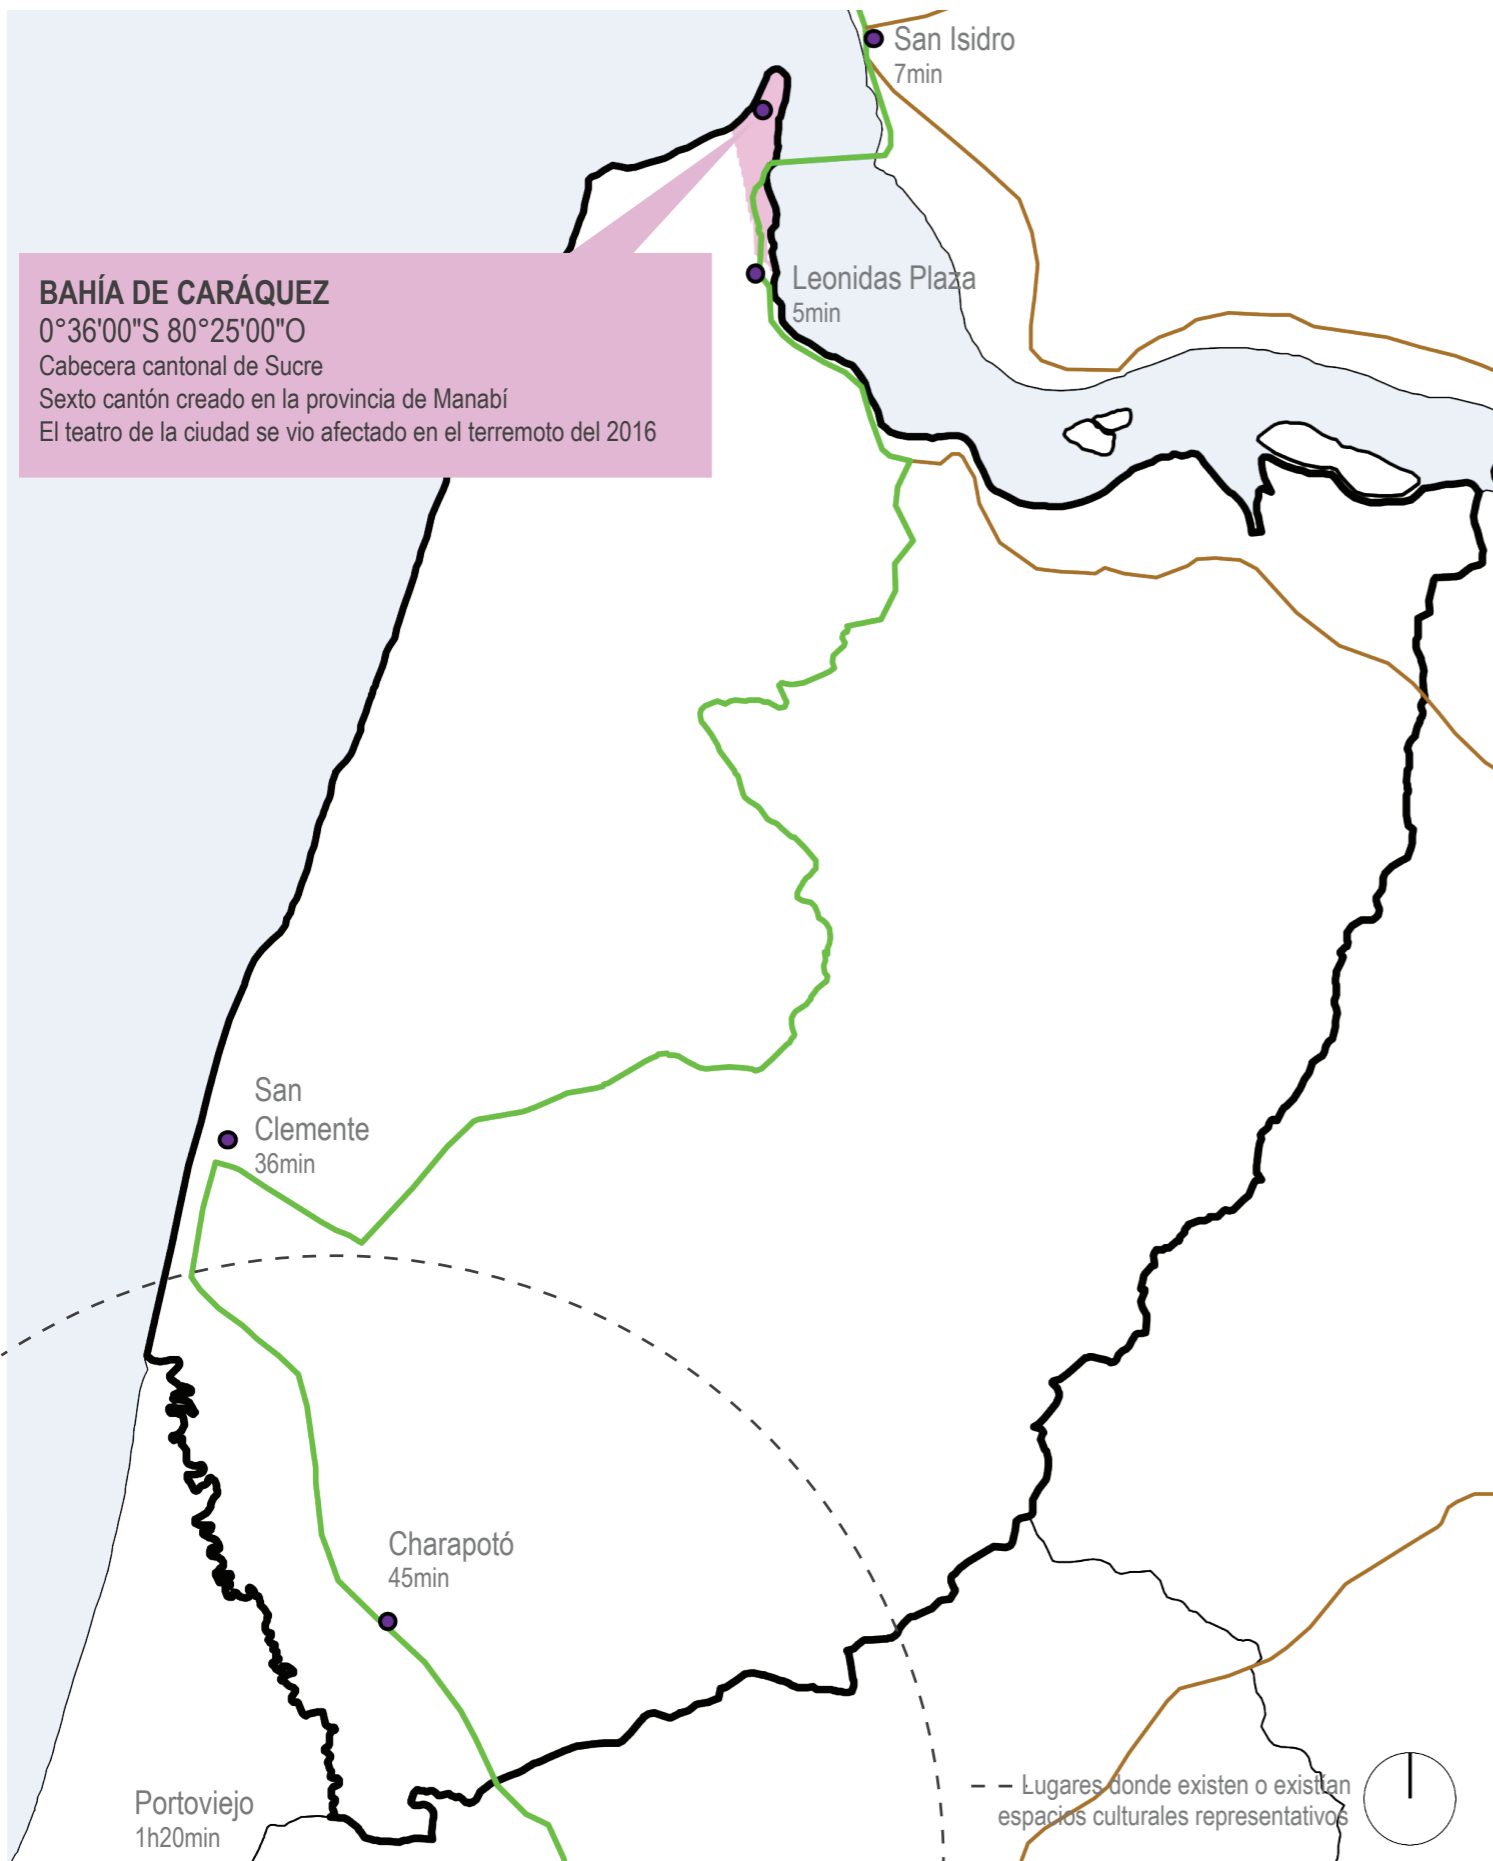 San Isidro
7min
BAHÍA DE CARÁQUEZ
0°36'00"S 80°25'00"O
Cabecera cantonal de Sucre
Sexto cantón creado en la provincia de Manabí
El teatro de la ciudad se vio afectado en el terremoto del 2016
Leonidas Plaza
5min
San
Clemente
36min
Charapotó
45min
Portoviejo
1h20min
Lugares donde existen o existían
espacios culturales representativos